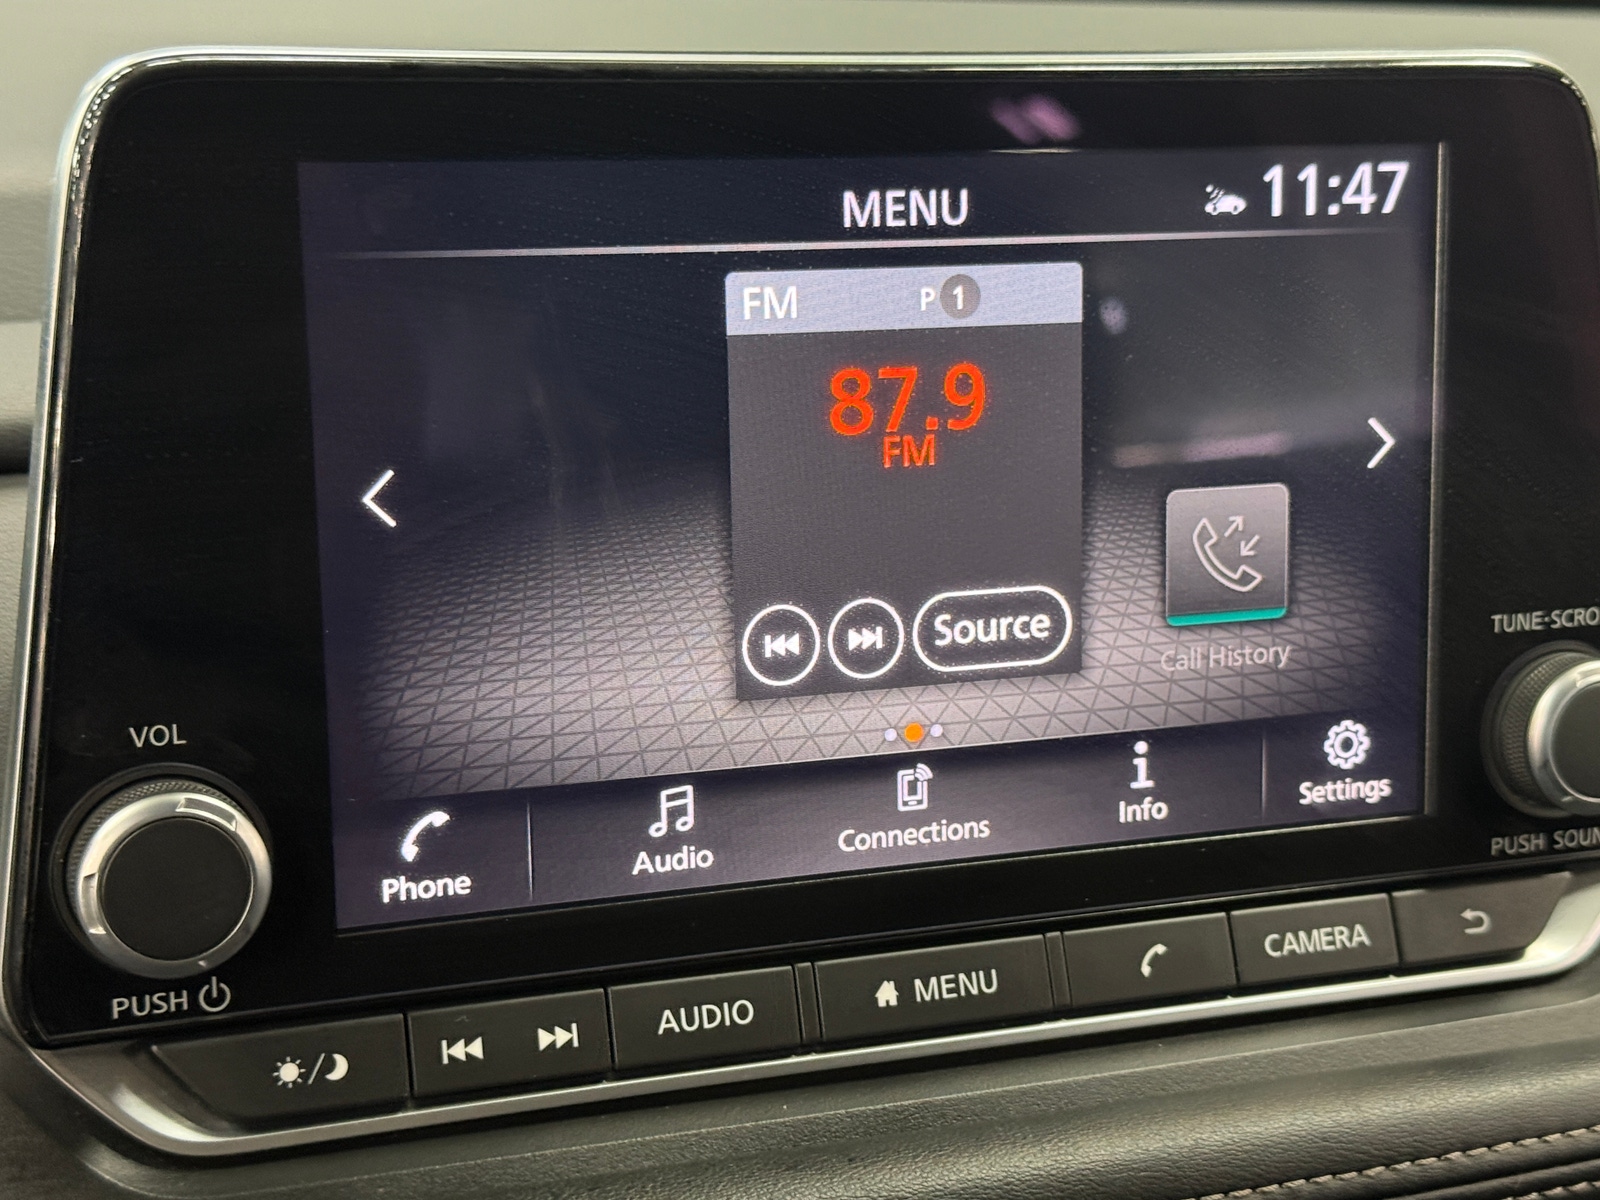 MENU
11:47
FM P 1
87.9
FM
Source
Call History
Phone
Audio
Connections
Info
Settings
VOL
PUSH
TUNE·SCRO
PUSH SOUN
AUDIO
MENU
CAMERA